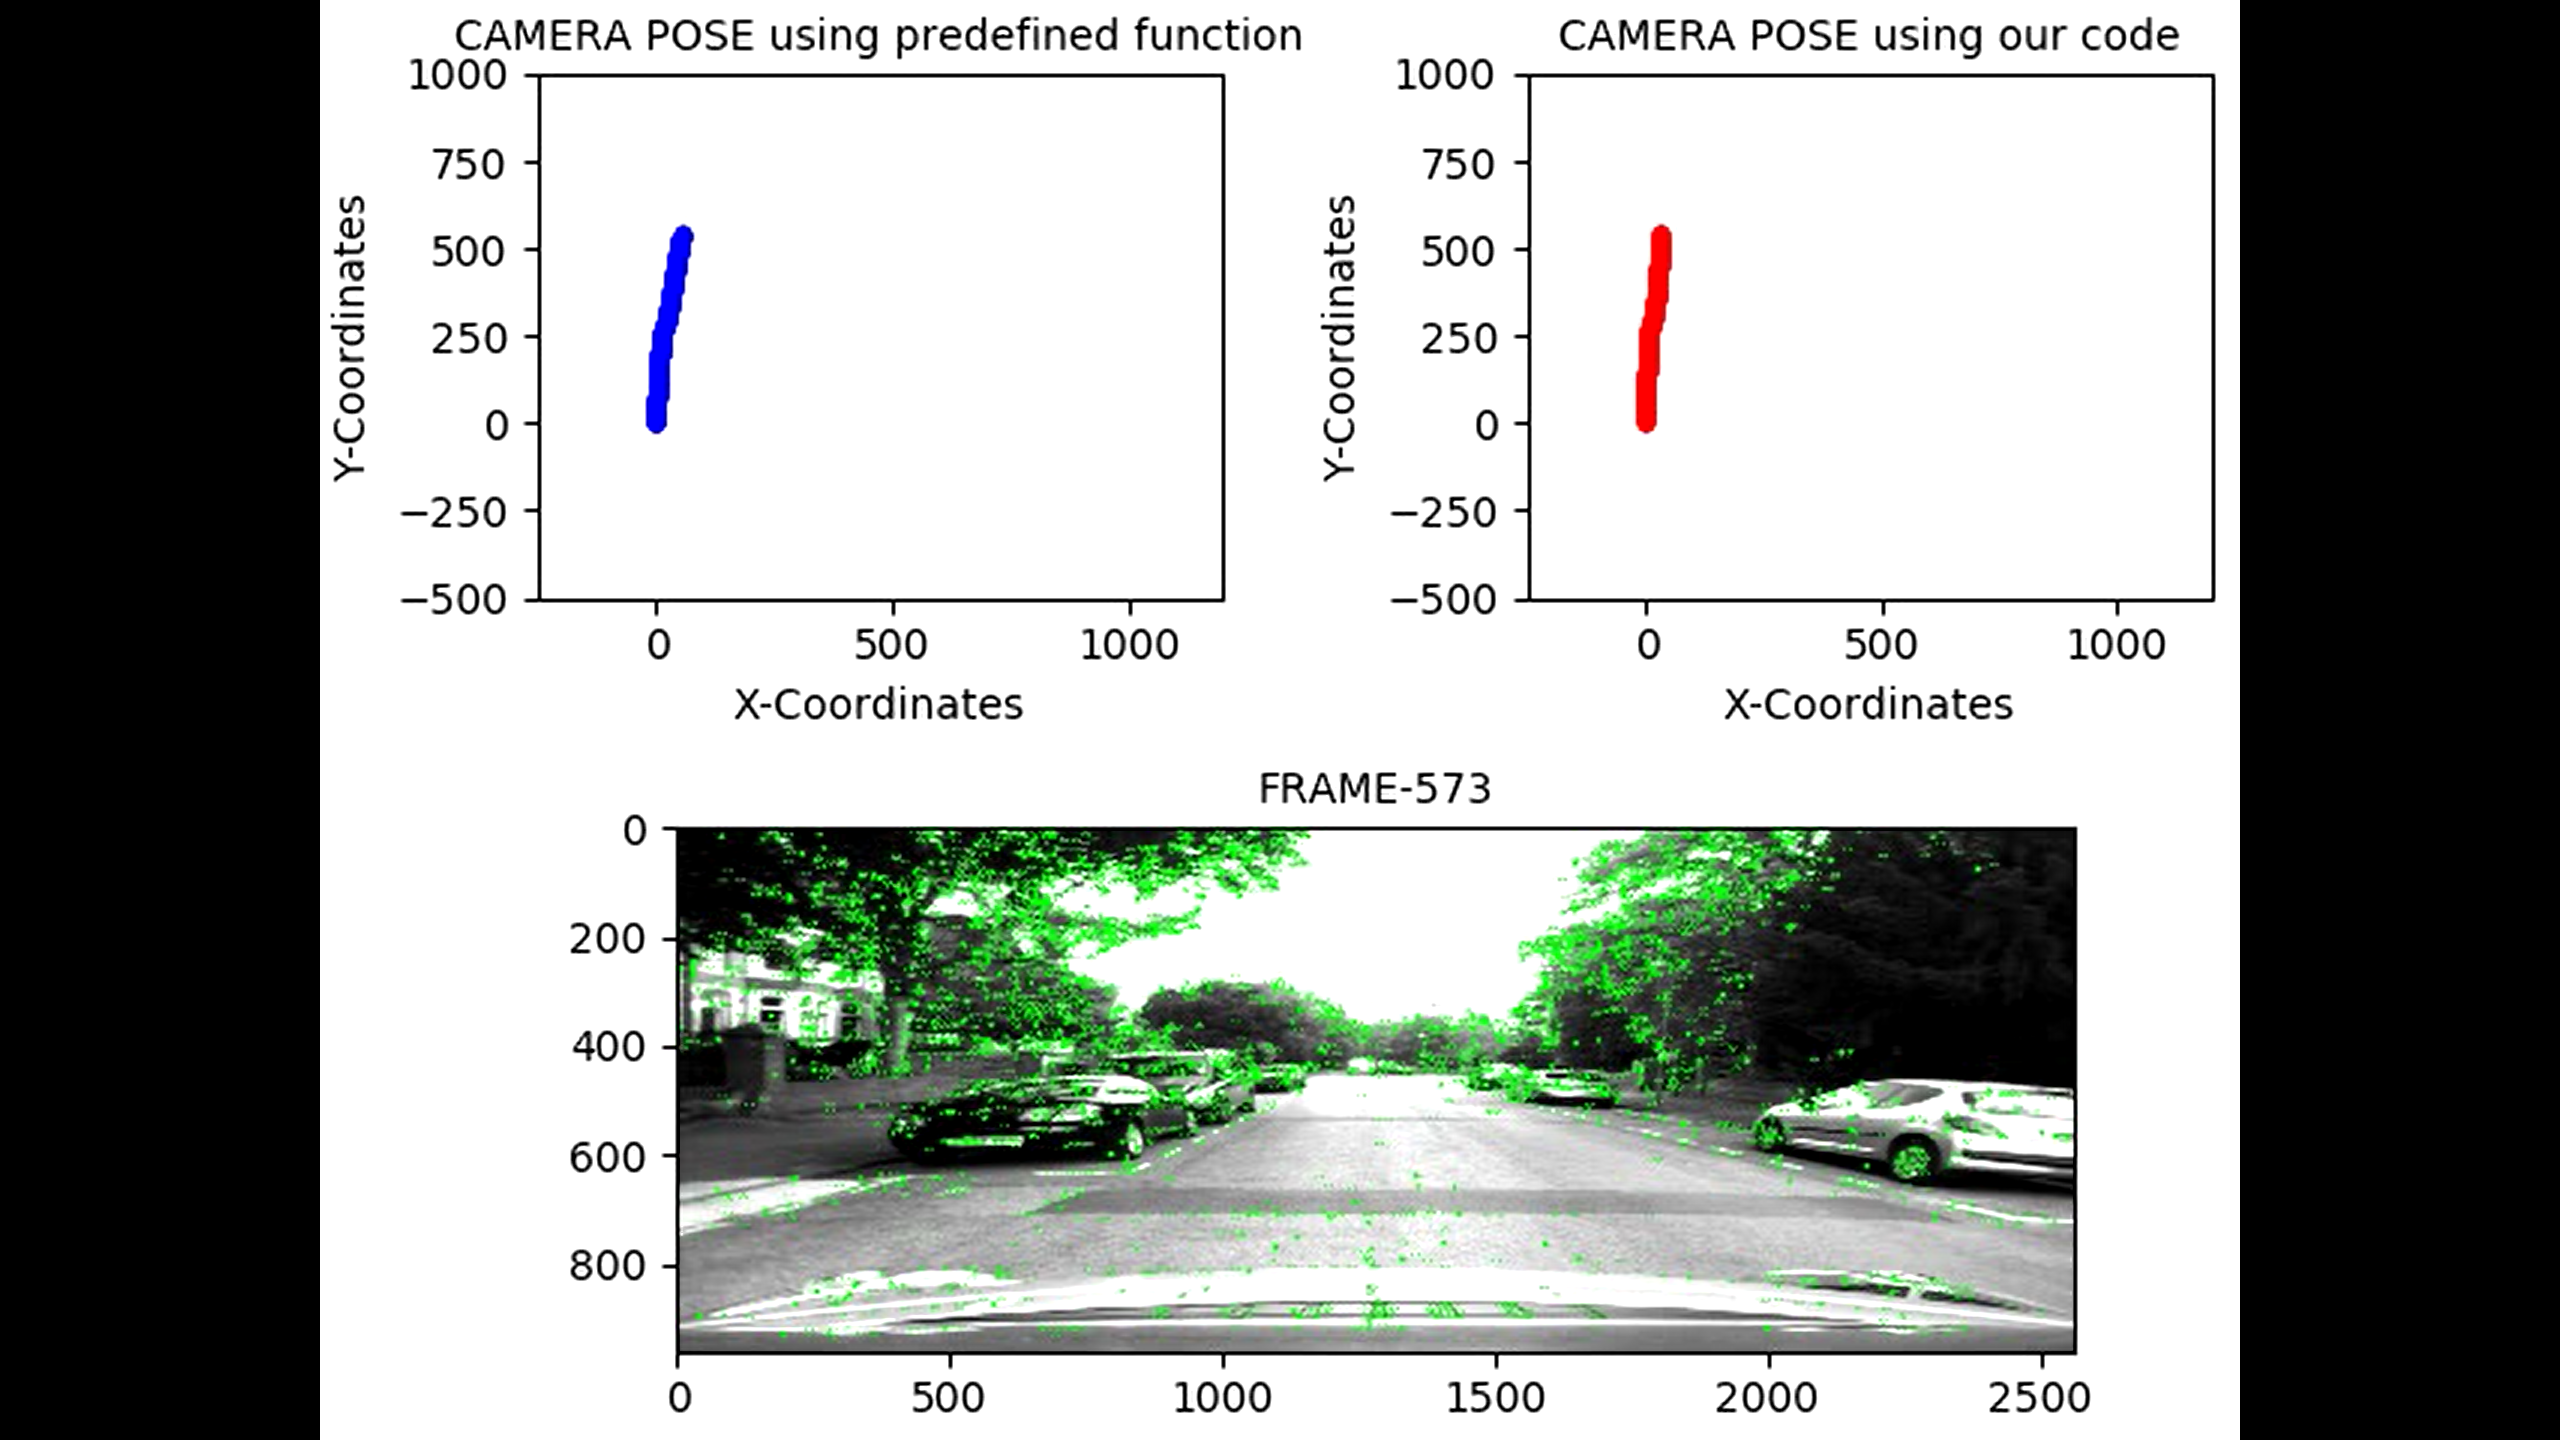 CAMERA POSE using predefined function
1000
750
500
250
0
−250
−500
Y-Coordinates
0 500 1000
X-Coordinates
CAMERA POSE using our code
1000
750
500
250
0
−250
−500
Y-Coordinates
0 500 1000
X-Coordinates
FRAME-573
0
200
400
600
800
0 500 1000 1500 2000 2500